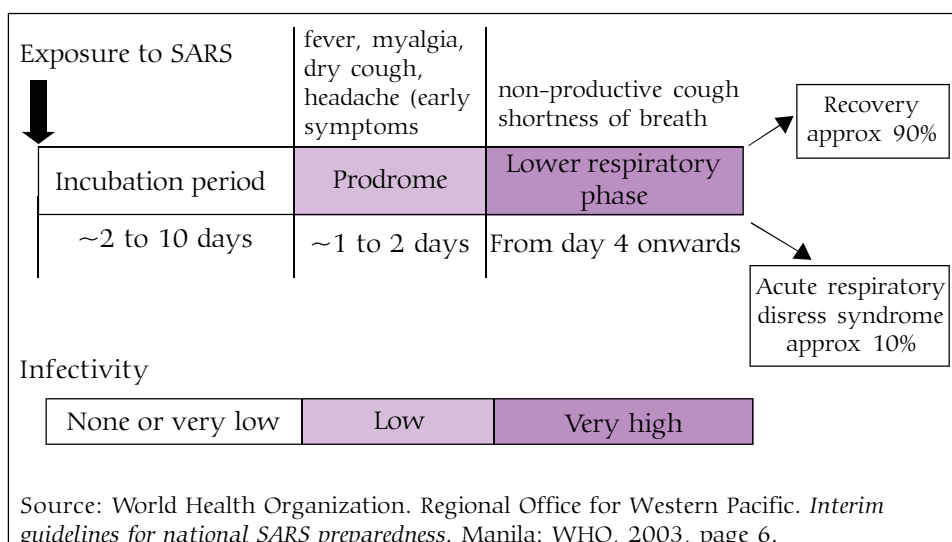 Exposure to SARS
fever, myalgia,
dry cough,
headache (early
symptoms
non-productive cough
shortness of breath
Recovery
approx 90%
Incubation period
Prodrome
Lower respiratory
phase
~2 to 10 days
~1 to 2 days
From day 4 onwards
Acute respiratory
disress syndrome
approx 10%
Infectivity
None or very low
Low
Very high
Source: World Health Organization. Regional Office for Western Pacific. Interim
guidelines for national SARS preparedness. Manila: WHO, 2003, page 6.